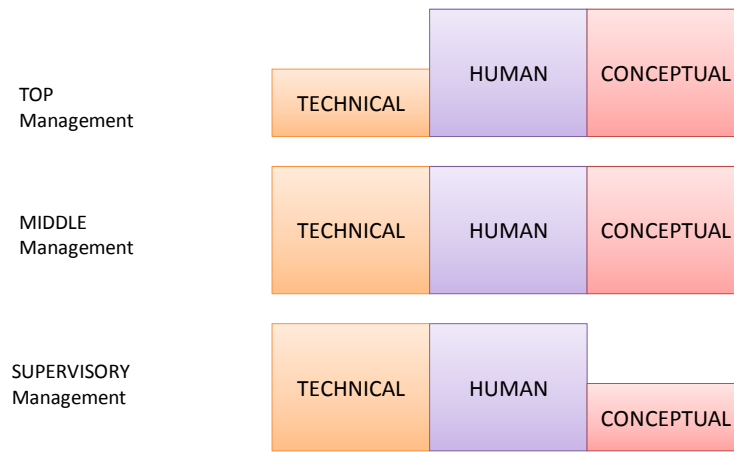 TOP
Management
TECHNICAL
HUMAN
CONCEPTUAL
MIDDLE
Management
TECHNICAL
HUMAN
CONCEPTUAL
SUPERVISORY
Management
TECHNICAL
HUMAN
CONCEPTUAL